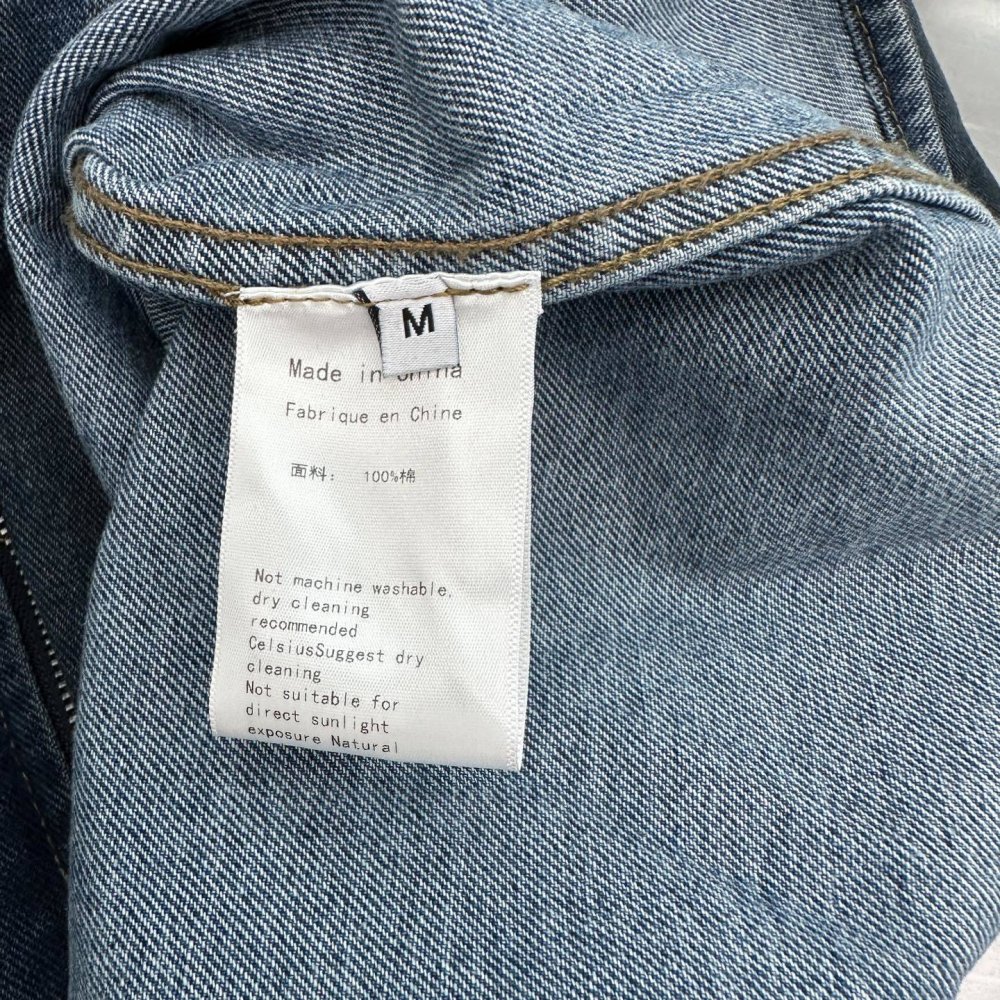 M
Made in China
Fabrique en Chine
面料： 100%棉
Not machine washable,
dry cleaning
recommended
CelsiusSuggest dry
cleaning
Not suitable for
direct sunlight
exposure Natural